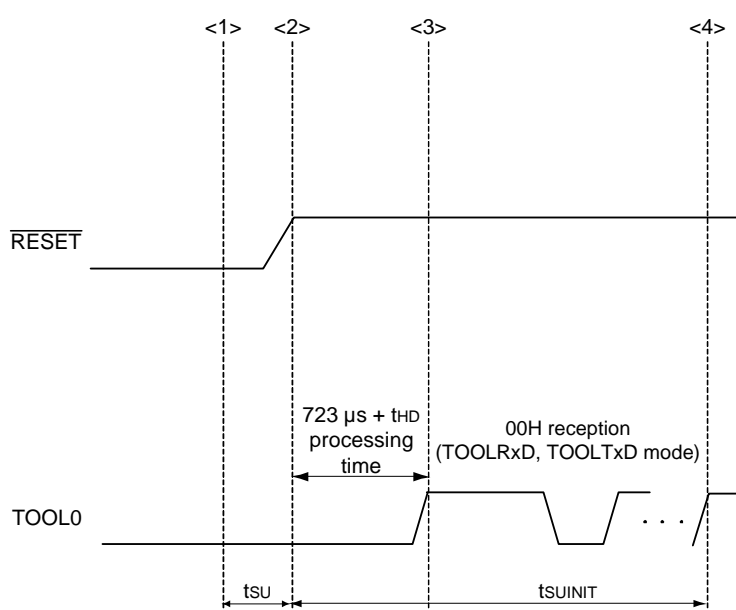 <1> <2> <3> <4>
RESET
723 µs + tHD
processing
time
00H reception
(TOOLRxD, TOOLTxD mode)
TOOL0
. . .
tSU
tSUINIT